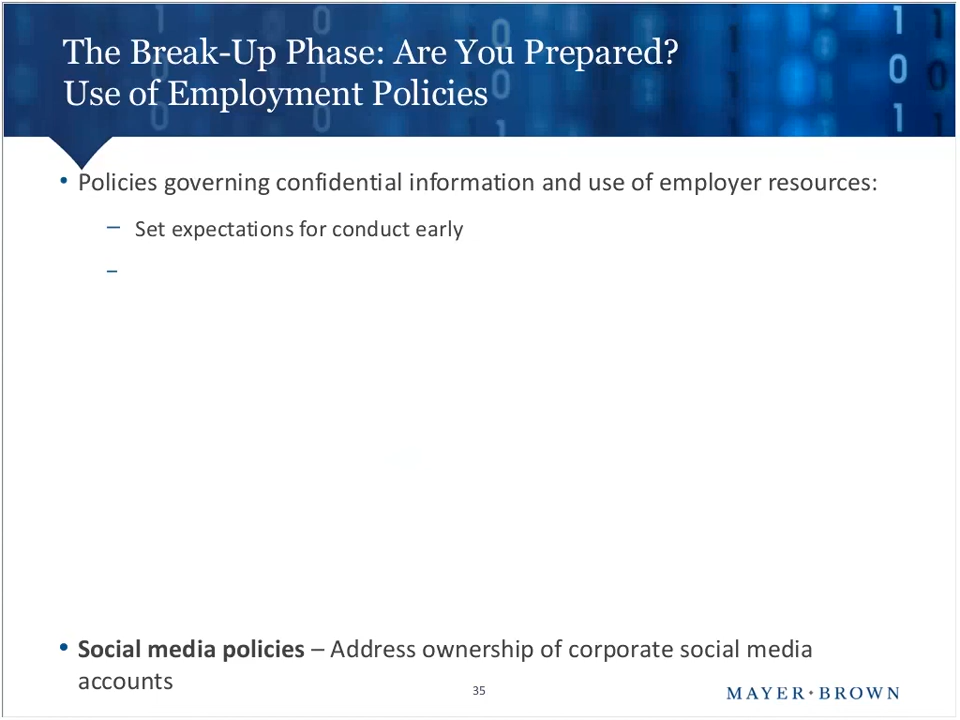 The Break-Up Phase: Are You Prepared?
Use of Employment Policies
• Policies governing confidential information and use of employer resources:
– Set expectations for conduct early
–
• Social media policies – Address ownership of corporate social media
accounts
35
MAYER • BROWN